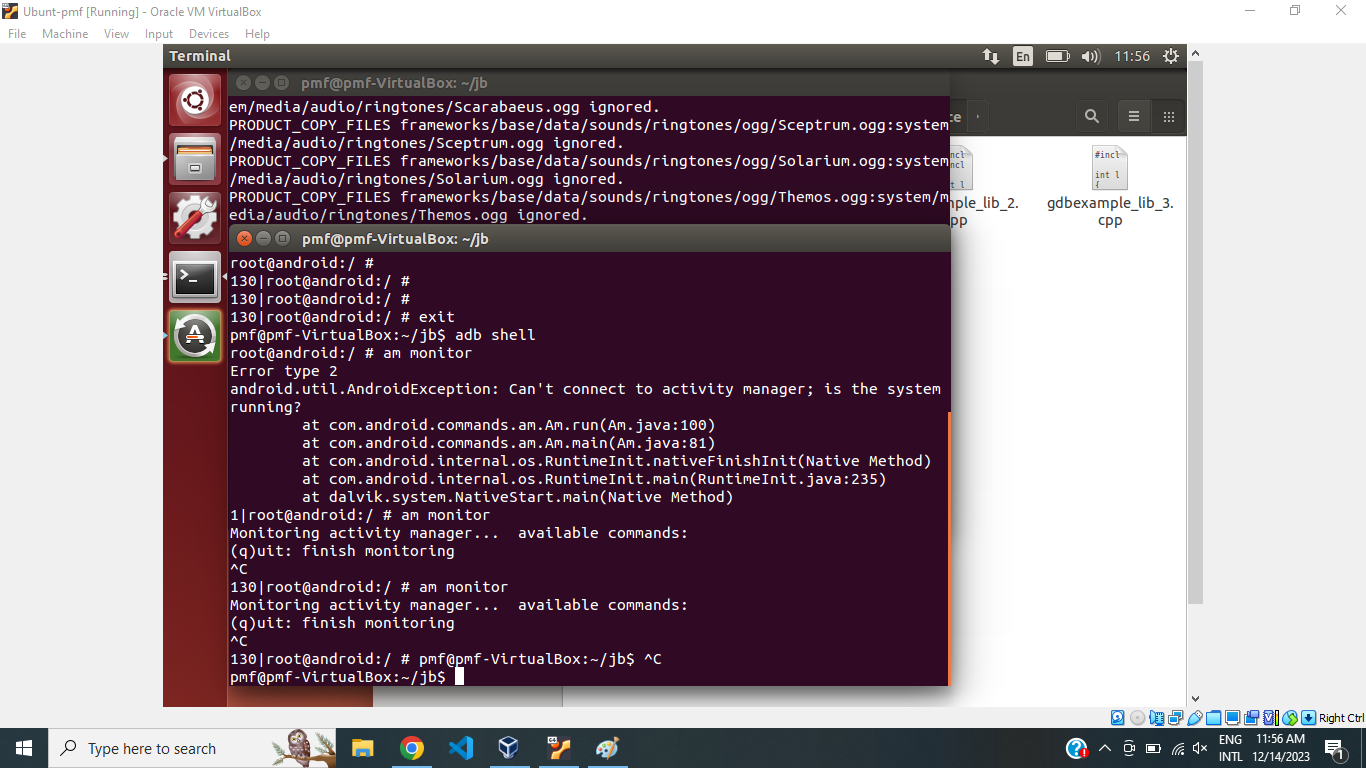 Ubunt-pmf [Running] - Oracle VM VirtualBox
File Machine View Input Devices Help
Terminal
En
11:56
pmf@pmf-VirtualBox: ~/jb
em/media/audio/ringtones/Scarabaeus.ogg ignored.
PRODUCT_COPY_FILES frameworks/base/data/sounds/ringtones/ogg/Sceptrum.ogg:system
/media/audio/ringtones/Sceptrum.ogg ignored.
PRODUCT_COPY_FILES frameworks/base/data/sounds/ringtones/ogg/Solarium.ogg:system
/media/audio/ringtones/Solarium.ogg ignored.
PRODUCT_COPY_FILES frameworks/base/data/sounds/ringtones/ogg/Themos.ogg:system/m
edia/audio/ringtones/Themos.ogg ignored.
ce
ncl
ncl
t l
#incl
int l
{
mple_lib_2.
pp
gdbexample_lib_3.
cpp
pmf@pmf-VirtualBox: ~/jb
root@android:/ #
130|root@android:/ #
130|root@android:/ #
130|root@android:/ # exit
pmf@pmf-VirtualBox:~/jb$ adb shell
root@android:/ # am monitor
Error type 2
android.util.AndroidException: Can't connect to activity manager; is the system
running?
at com.android.commands.am.Am.run(Am.java:100)
at com.android.commands.am.Am.main(Am.java:81)
at com.android.internal.os.RuntimeInit.nativeFinishInit(Native Method)
at com.android.internal.os.RuntimeInit.main(RuntimeInit.java:235)
at dalvik.system.NativeStart.main(Native Method)
1|root@android:/ # am monitor
Monitoring activity manager...  available commands:
(q)uit: finish monitoring
^C
130|root@android:/ # am monitor
Monitoring activity manager...  available commands:
(q)uit: finish monitoring
^C
130|root@android:/ # pmf@pmf-VirtualBox:~/jb$ ^C
pmf@pmf-VirtualBox:~/jb$
Right Ctrl
Type here to search
ENG
INTL
11:56 AM
12/14/2023
1